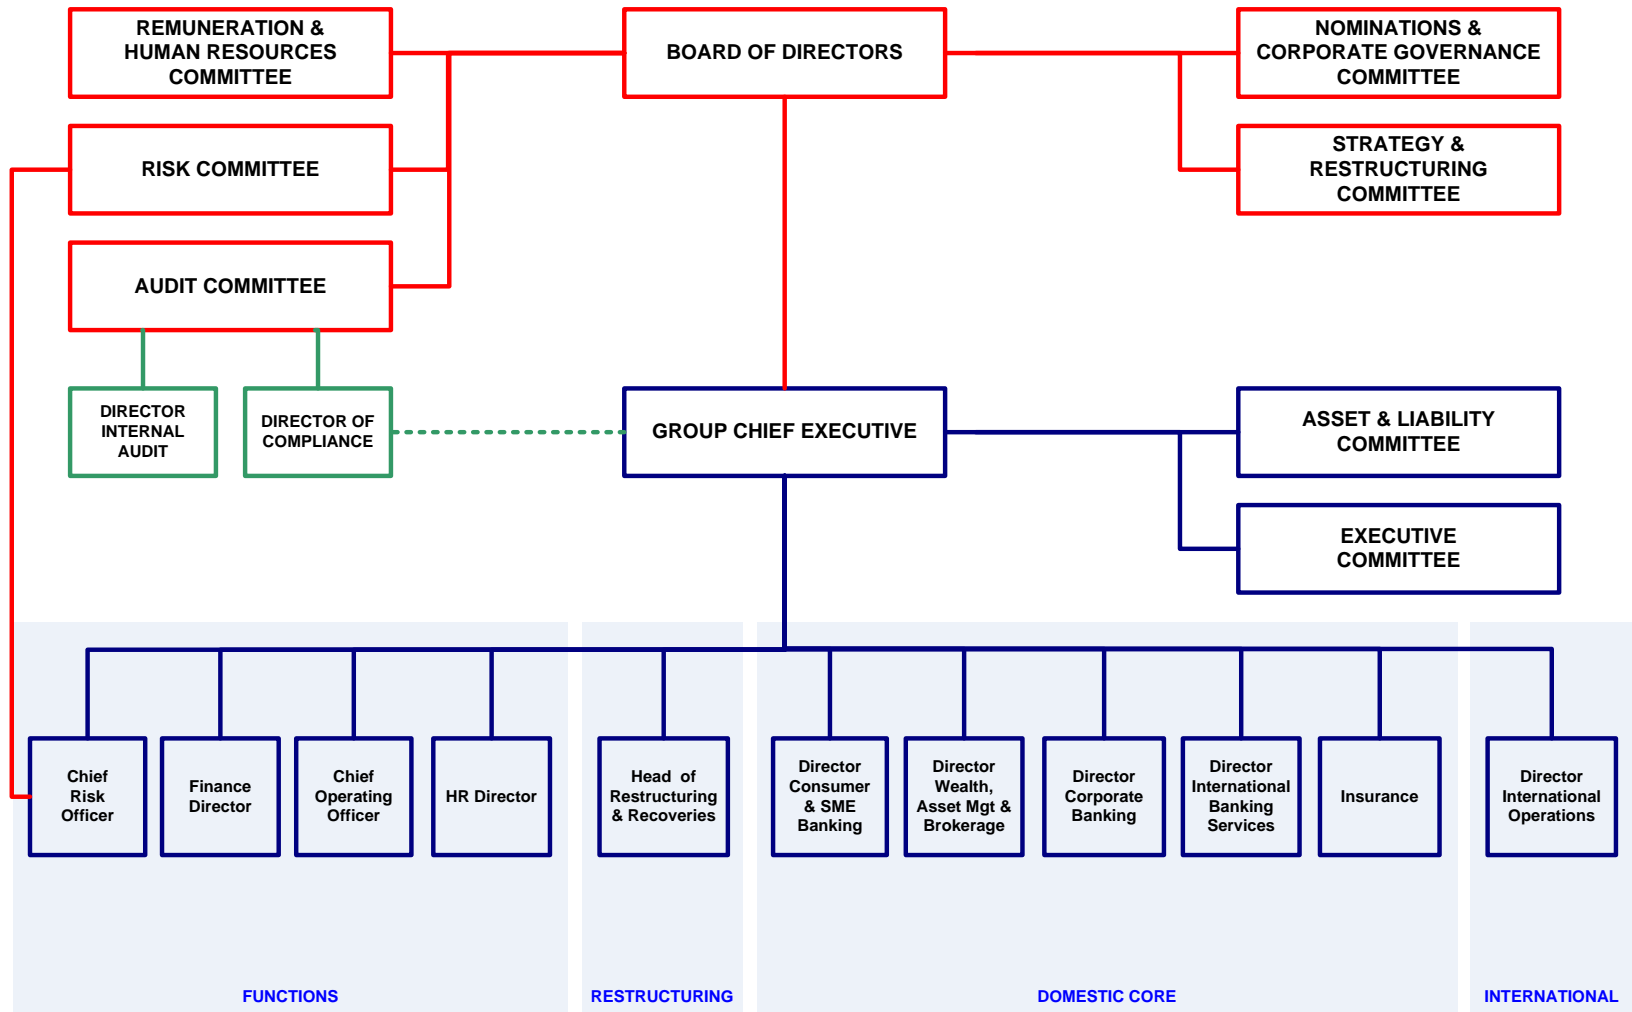 REMUNERATION &
HUMAN RESOURCES
COMMITTEE
BOARD OF DIRECTORS
NOMINATIONS &
CORPORATE GOVERNANCE
COMMITTEE
RISK COMMITTEE
STRATEGY &
RESTRUCTURING
COMMITTEE
AUDIT COMMITTEE
DIRECTOR
INTERNAL
AUDIT
DIRECTOR OF
COMPLIANCE
GROUP CHIEF EXECUTIVE
ASSET & LIABILITY
COMMITTEE
EXECUTIVE
COMMITTEE
Chief
Risk
Officer
Finance
Director
Chief
Operating
Officer
HR Director
Head of
Restructuring
& Recoveries
Director
Consumer
& SME
Banking
Director
Wealth,
Asset Mgt &
Brokerage
Director
Corporate
Banking
Director
International
Banking
Services
Insurance
Director
International
Operations
FUNCTIONS
RESTRUCTURING
DOMESTIC CORE
INTERNATIONAL